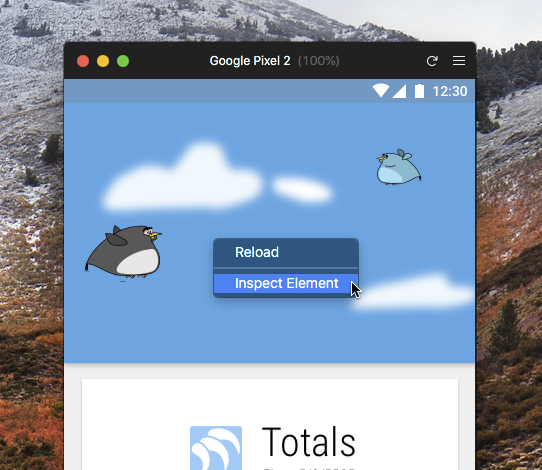 Google Pixel 2 (100%)
12:30
Reload
Inspect Element
Totals